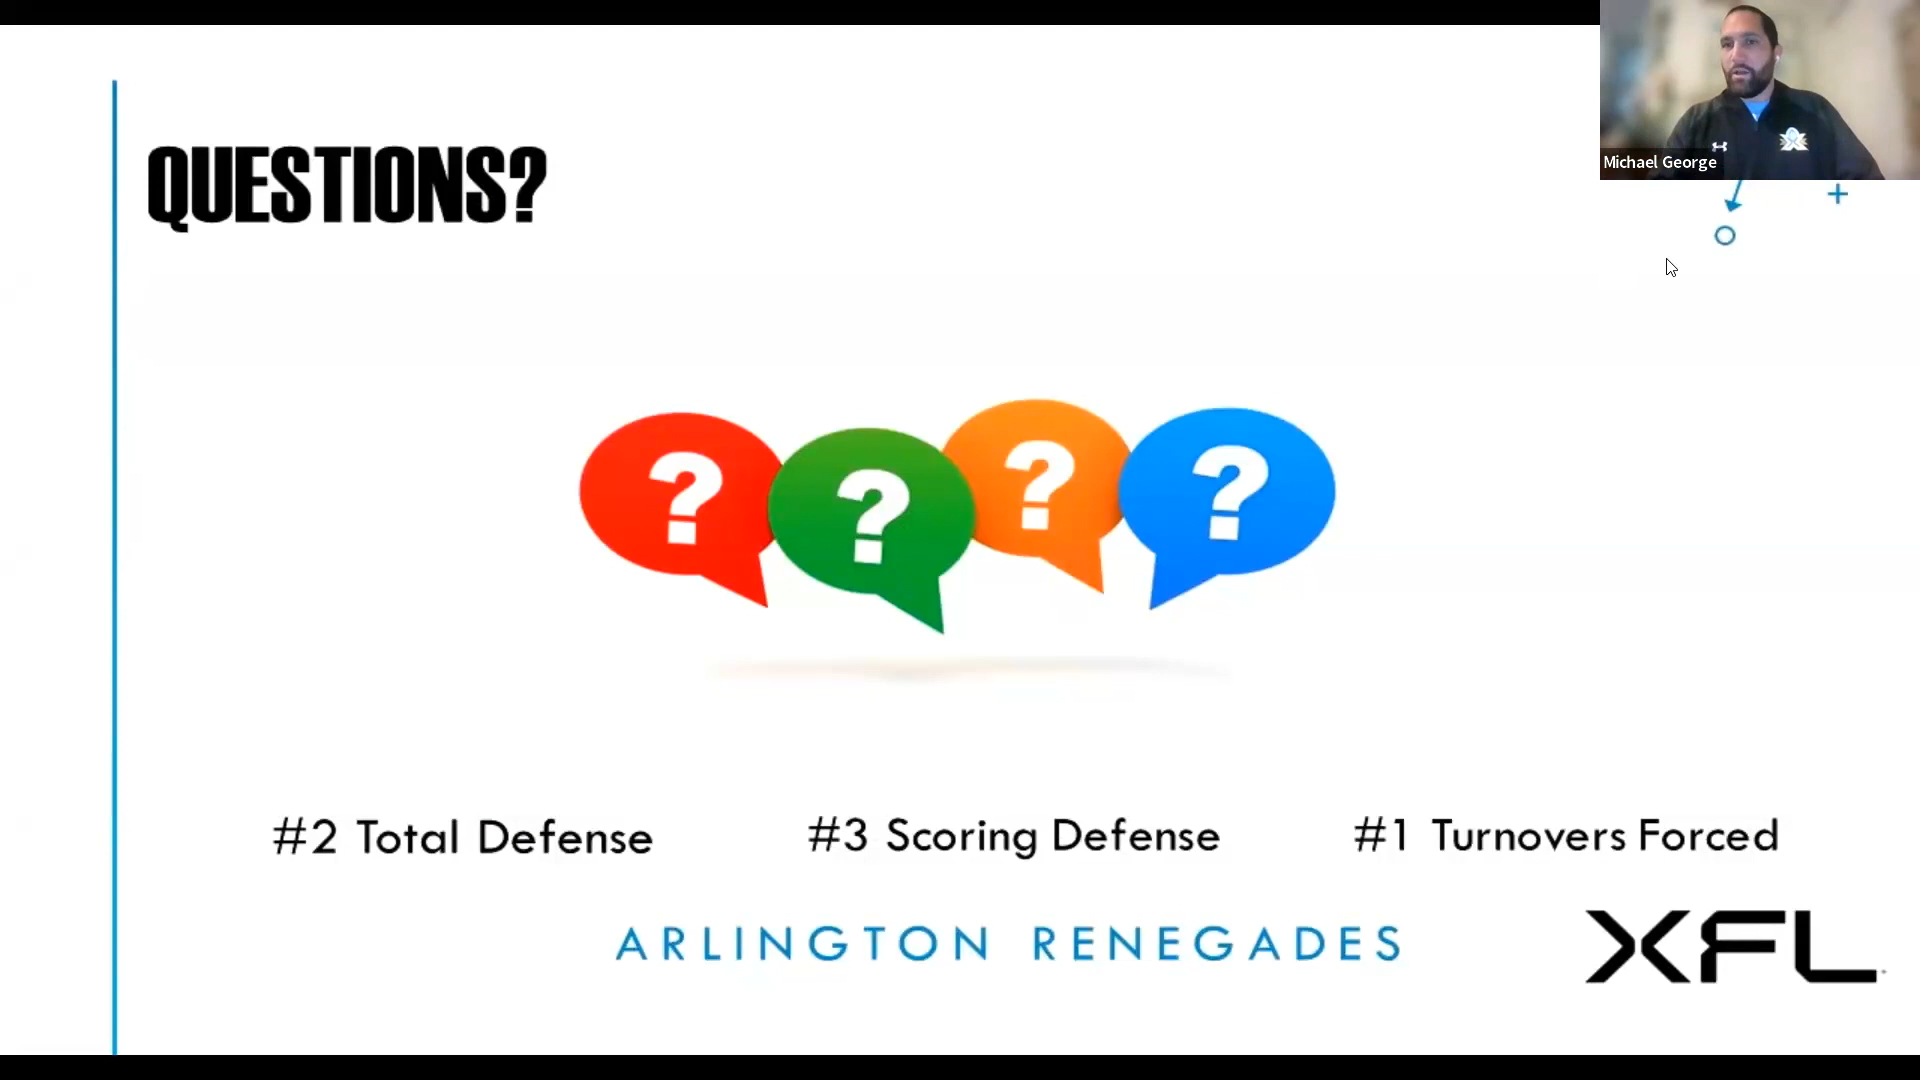 Michael George
QUESTIONS?
? ? ? ?
#2 Total Defense
#3 Scoring Defense
#1 Turnovers Forced
ARLINGTON RENEGADES
XFL